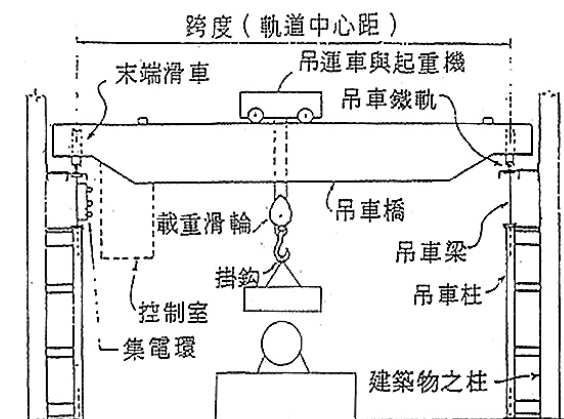 跨度(軌道中心距)
吊運車與起重機
末端滑車
吊車鐵軌
吊車橋
載重滑輪
吊車梁
掛鈎
吊車柱
控制室
集電環
建築物之柱